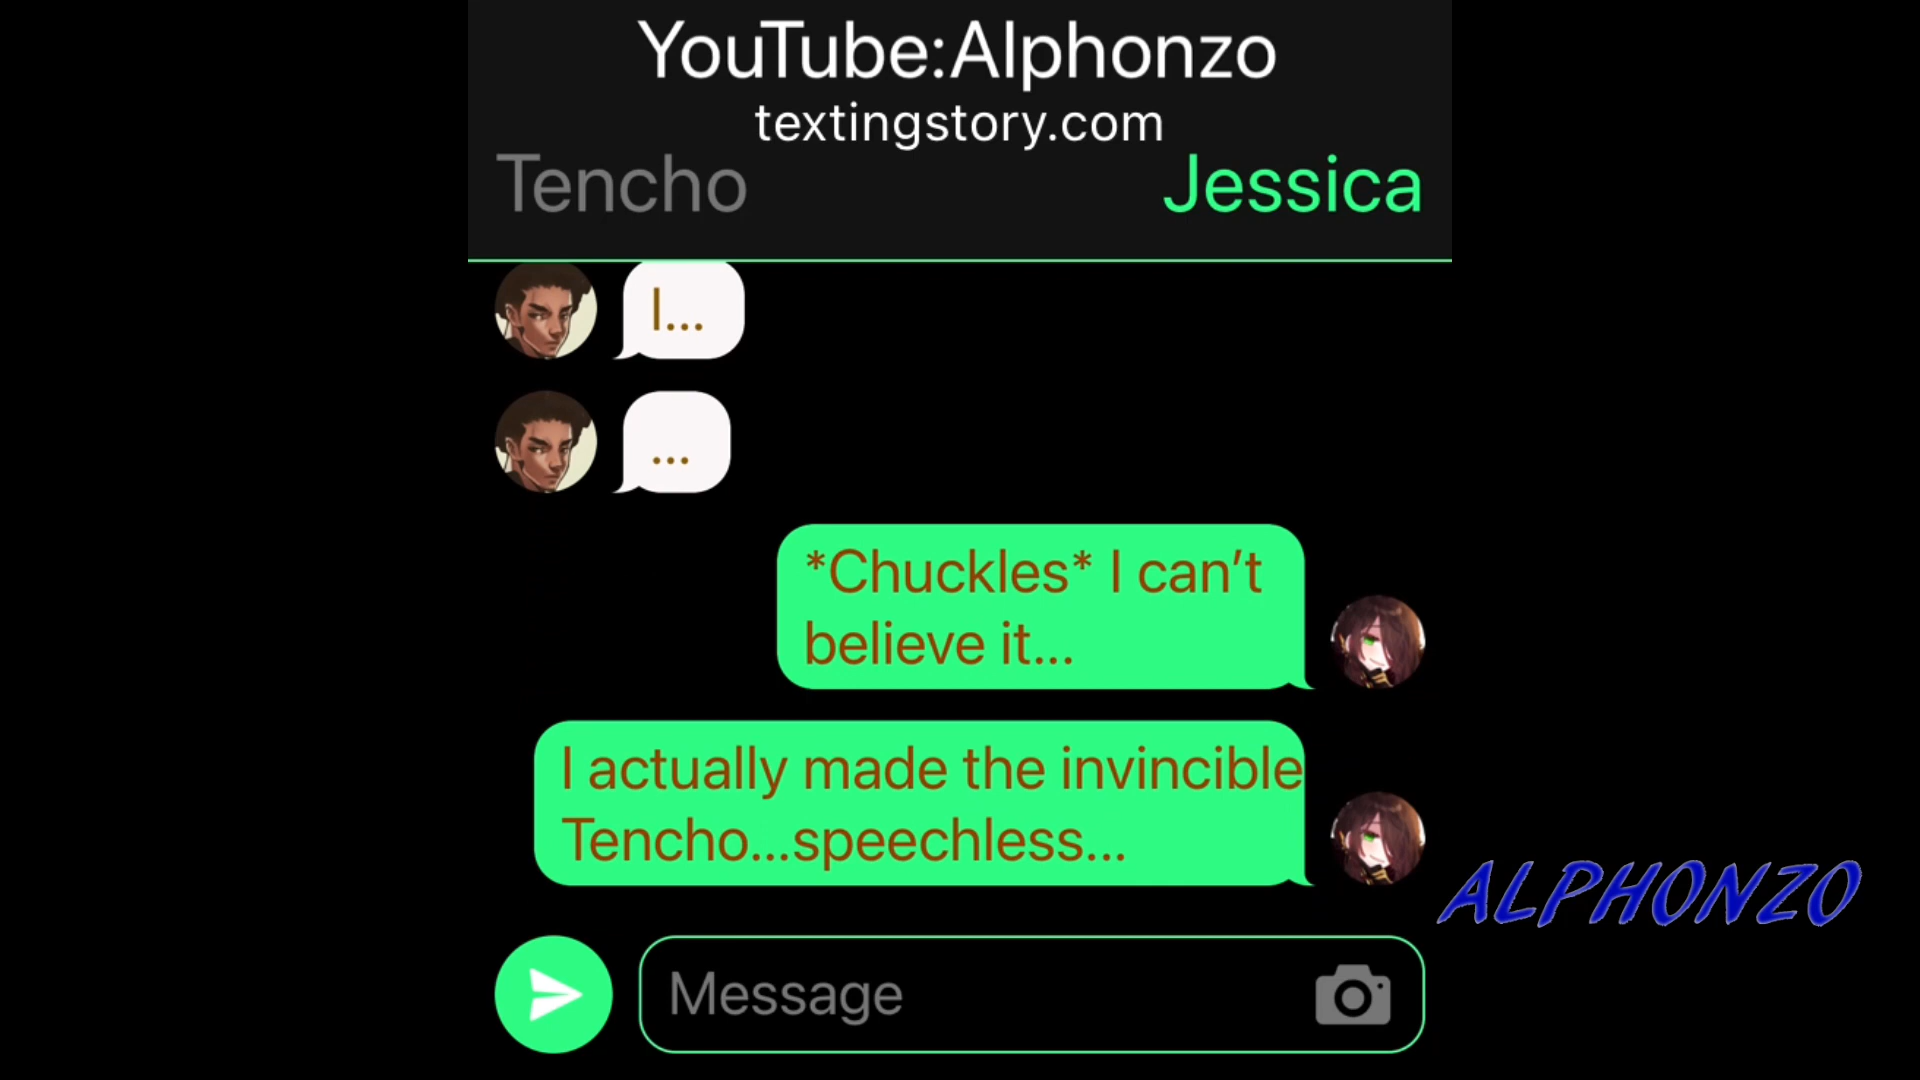 YouTube:Alphonzo
textingstory.com
Tencho
Jessica
I...
...
*Chuckles* I can’t
believe it...
I actually made the invincible
Tencho...speechless...
ALPHONZO
Message